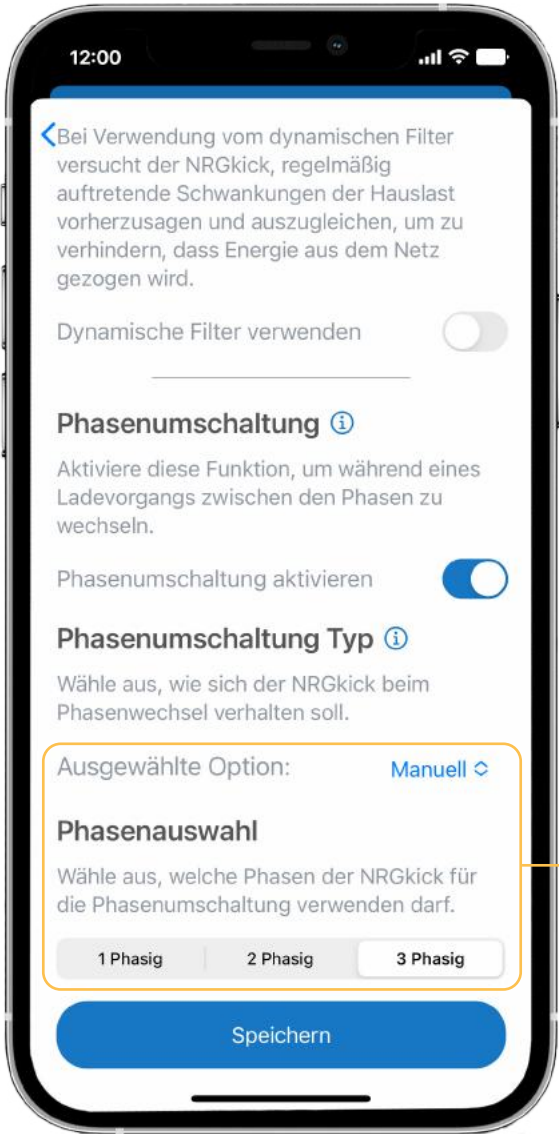 12:00
Bei Verwendung vom dynamischen Filter
versucht der NRGkick, regelmäßig
auftretende Schwankungen der Hauslast
vorherzusagen und auszugleichen, um zu
verhindern, dass Energie aus dem Netz
gezogen wird.
Dynamische Filter verwenden
Phasenumschaltung
Aktiviere diese Funktion, um während eines
Ladevorgangs zwischen den Phasen zu
wechseln.
Phasenumschaltung aktivieren
Phasenumschaltung Typ
Wähle aus, wie sich der NRGkick beim
Phasenwechsel verhalten soll.
Ausgewählte Option: Manuell
Phasenauswahl
Wähle aus, welche Phasen der NRGkick für
die Phasenumschaltung verwenden darf.
1 Phasig 2 Phasig 3 Phasig
Speichern